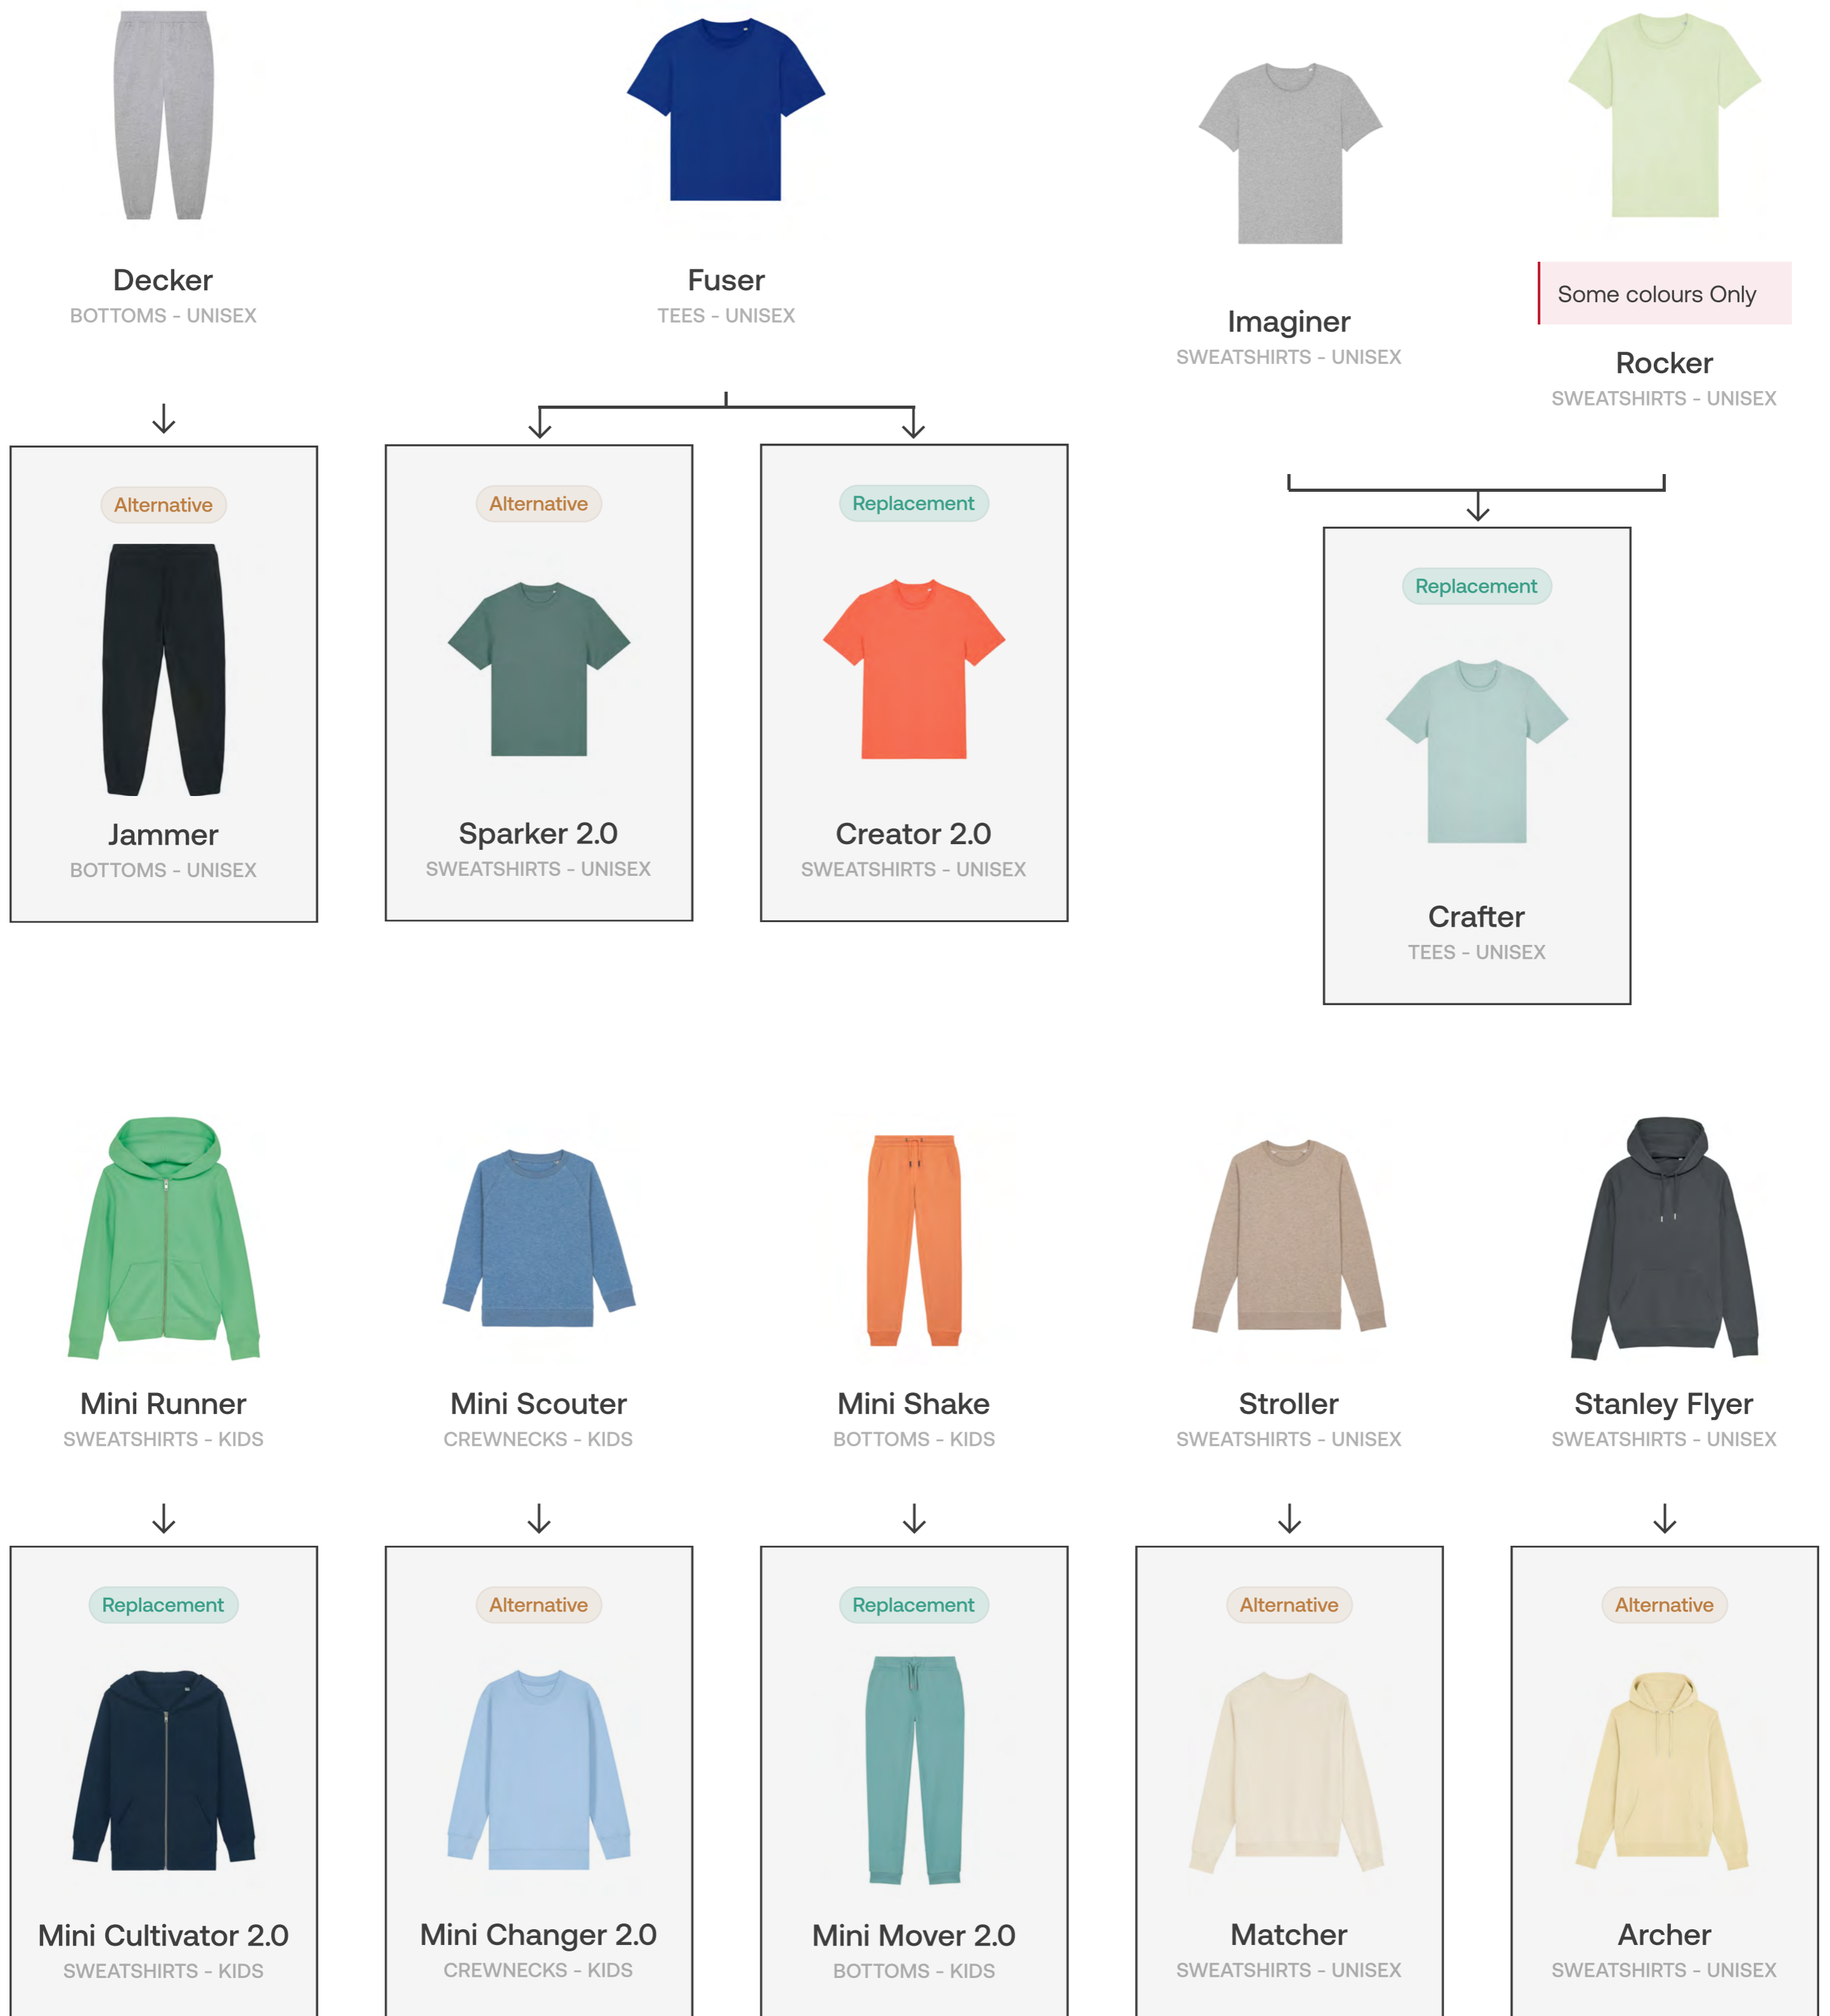 Decker
BOTTOMS - UNISEX
Fuser
TEES - UNISEX
Imaginer
SWEATSHIRTS - UNISEX
Some colours Only
Rocker
SWEATSHIRTS - UNISEX
Alternative
Jammer
BOTTOMS - UNISEX
Alternative
Sparker 2.0
SWEATSHIRTS - UNISEX
Replacement
Creator 2.0
SWEATSHIRTS - UNISEX
Replacement
Crafter
TEES - UNISEX
Mini Runner
SWEATSHIRTS - KIDS
Mini Scouter
CREWNECKS - KIDS
Mini Shake
BOTTOMS - KIDS
Stroller
SWEATSHIRTS - UNISEX
Stanley Flyer
SWEATSHIRTS - UNISEX
Replacement
Mini Cultivator 2.0
SWEATSHIRTS - KIDS
Alternative
Mini Changer 2.0
CREWNECKS - KIDS
Replacement
Mini Mover 2.0
BOTTOMS - KIDS
Alternative
Matcher
SWEATSHIRTS - UNISEX
Alternative
Archer
SWEATSHIRTS - UNISEX